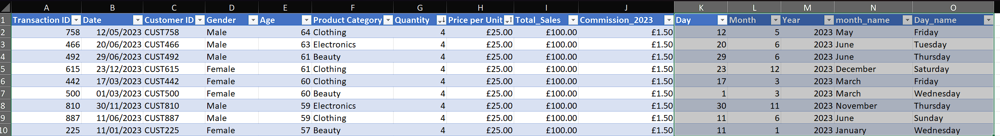 A B C D E F G H I J K L M N O
1 Transaction ID Date Customer ID Gender Age Product Category Quantity Price per Unit Total_Sales Commission_2023 Day Month Year month_name Day_name
2 758 12/05/2023 CUST758 Male 64 Clothing 4 £25.00 £100.00 £1.50 12 5 2023 May Friday
3 466 20/06/2023 CUST466 Male 63 Electronics 4 £25.00 £100.00 £1.50 20 6 2023 June Tuesday
4 492 29/06/2023 CUST492 Male 61 Beauty 4 £25.00 £100.00 £1.50 29 6 2023 June Thursday
5 615 23/12/2023 CUST615 Female 61 Clothing 4 £25.00 £100.00 £1.50 23 12 2023 December Saturday
6 442 17/03/2023 CUST442 Female 60 Clothing 4 £25.00 £100.00 £1.50 17 3 2023 March Friday
7 500 01/03/2023 CUST500 Female 60 Beauty 4 £25.00 £100.00 £1.50 1 3 2023 March Wednesday
8 810 30/11/2023 CUST810 Male 59 Electronics 4 £25.00 £100.00 £1.50 30 11 2023 November Thursday
9 887 11/06/2023 CUST887 Male 59 Clothing 4 £25.00 £100.00 £1.50 11 6 2023 June Sunday
10 225 11/01/2023 CUST225 Female 57 Beauty 4 £25.00 £100.00 £1.50 11 1 2023 January Wednesday